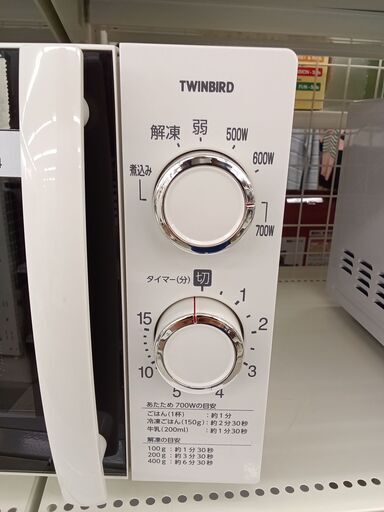 TWINBIRD
解凍
弱
500W
600W
700W
煮込み
タイマー(分)
切
1
2
3
4
5
10
15
あたため 700Wの目安
ごはん(1杯) : 約1分
冷凍ごはん(150g) : 約2分30秒
牛乳(200ml) : 約1分30秒
解凍の目安
100g : 約1分30秒
200g : 約3分30秒
400g : 約6分30秒
4